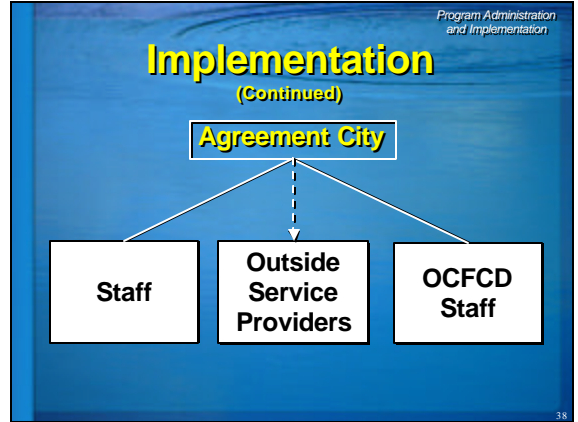 Program Administration
and Implementation
Implementation
(Continued)
Agreement City
Staff
Outside
Service
Providers
OCFCD
Staff
38